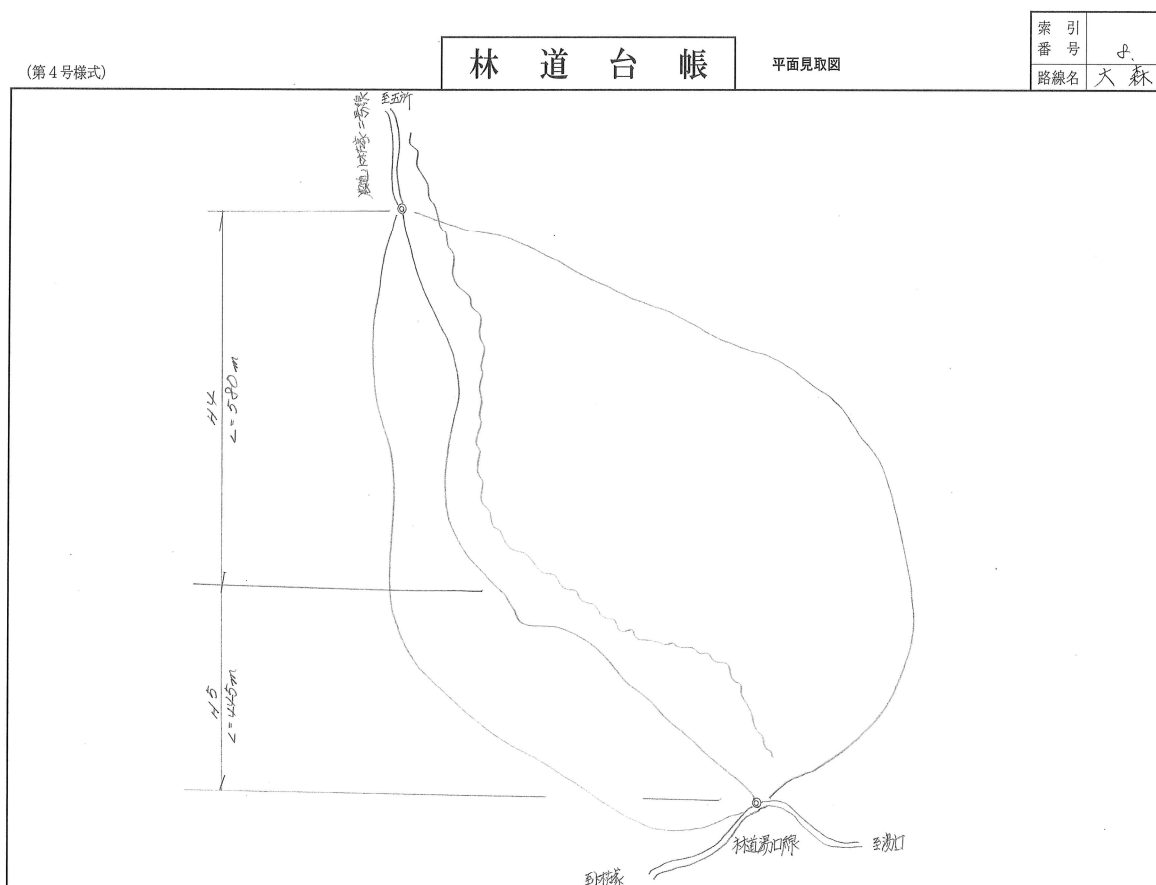 (第4号様式)
林道台帳
平面見取図
索引番号 8.
路線名 大森
至五所
H4
L=580m
H5
L=445m
林道湯口線
至湯口